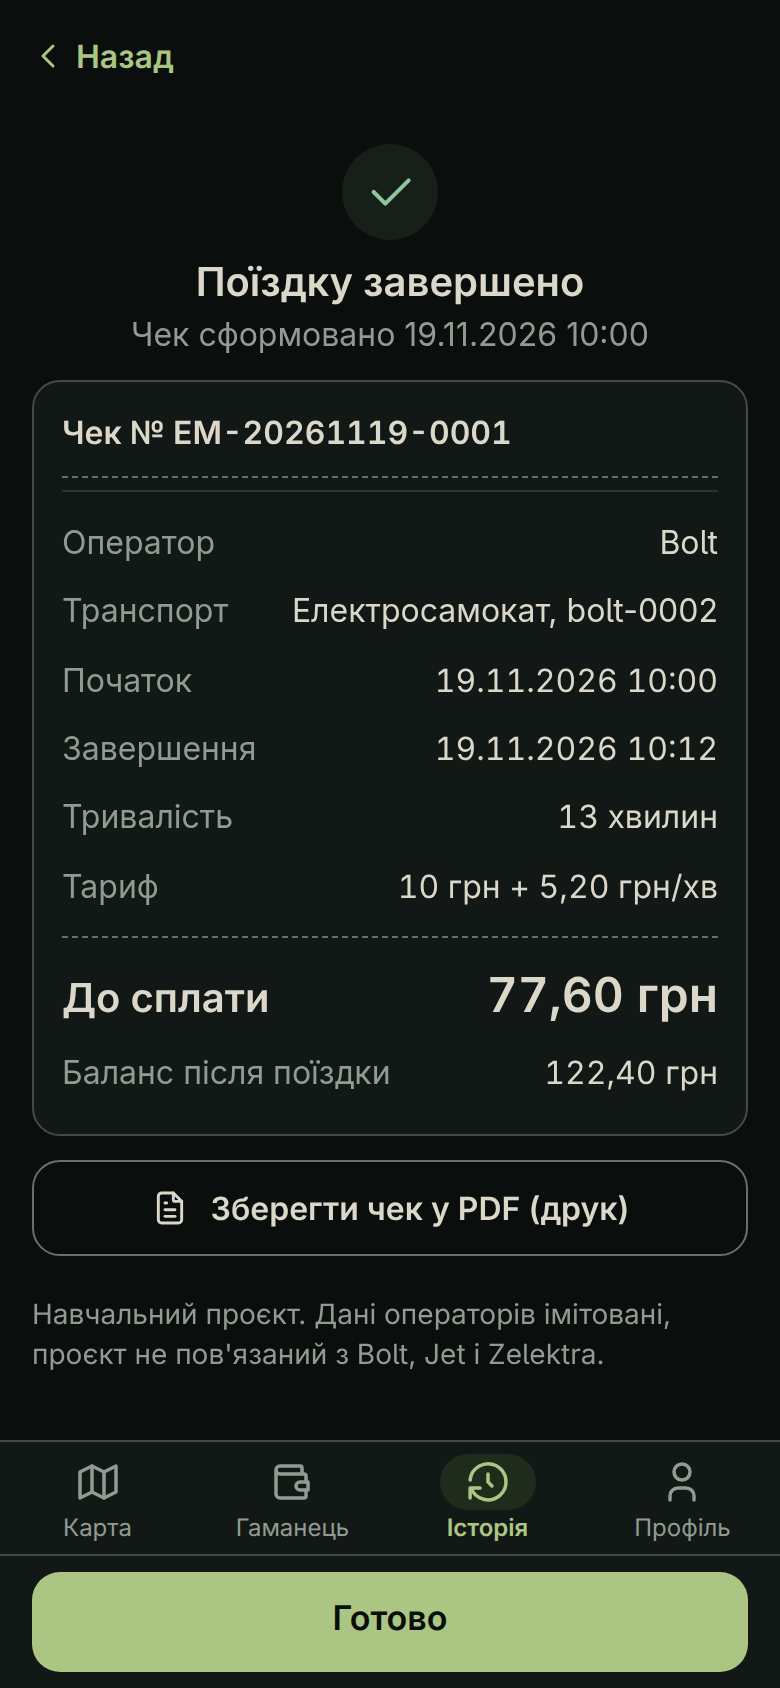 Назад
Поїздку завершено
Чек сформовано 19.11.2026 10:00
Чек № EM-20261119-0001
Оператор Bolt
Транспорт Електросамокат, bolt-0002
Початок 19.11.2026 10:00
Завершення 19.11.2026 10:12
Тривалість 13 хвилин
Тариф 10 грн + 5,20 грн/хв
До сплати 77,60 грн
Баланс після поїздки 122,40 грн
Зберегти чек у PDF (друк)
Навчальний проєкт. Дані операторів імітовані,
проєкт не пов'язаний з Bolt, Jet і Zelektra.
Карта Гаманець Історія Профіль
Готово